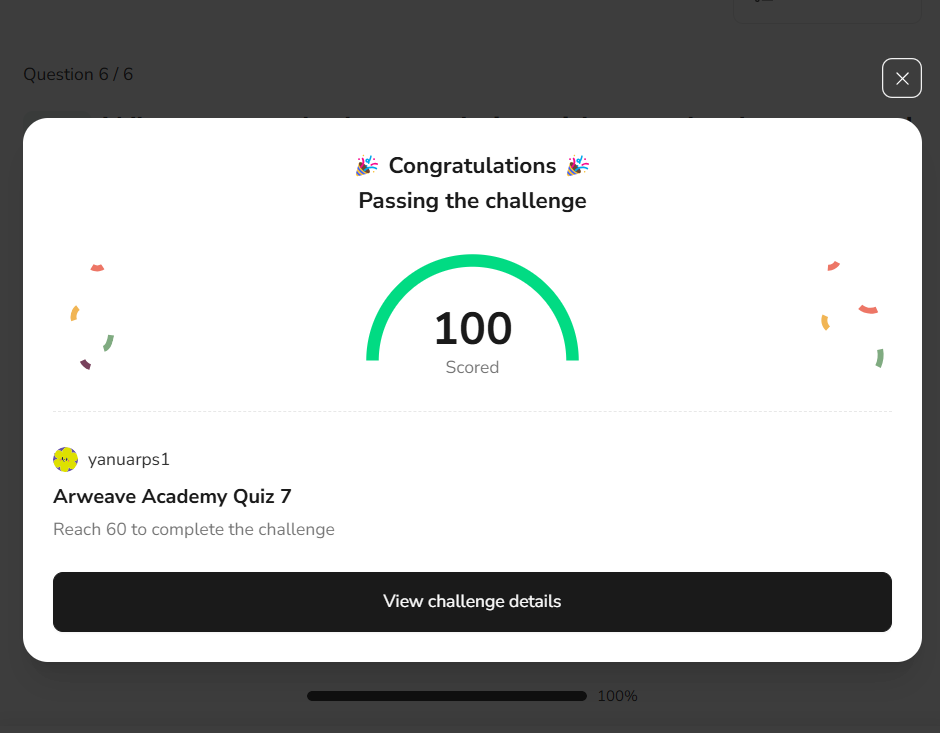 Question 6 / 6
🎉 Congratulations 🎉
Passing the challenge
100
Scored
yanuarps1
Arweave Academy Quiz 7
Reach 60 to complete the challenge
View challenge details
100%